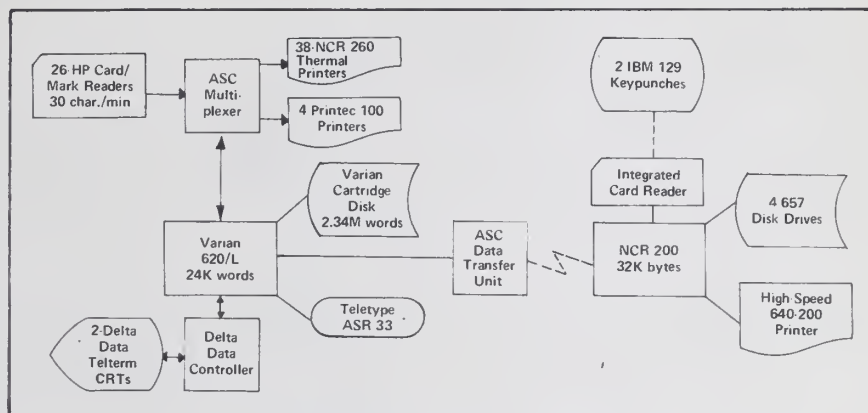 26-HP Card/
Mark Readers
30 char./min
ASC
Multi-
plexer
38-NCR 260
Thermal
Printers
4 Printec 100
Printers
2 IBM 129
Keypunches
Integrated
Card Reader
Varian
Cartridge
Disk
2.34M words
4 657
Disk Drives
Varian
620/L
24K words
ASC
Data
Transfer
Unit
NCR 200
32K bytes
Teletype
ASR 33
High-Speed
640-200
Printer
2-Delta
Data
Telterm
CRTs
Delta
Data
Controller